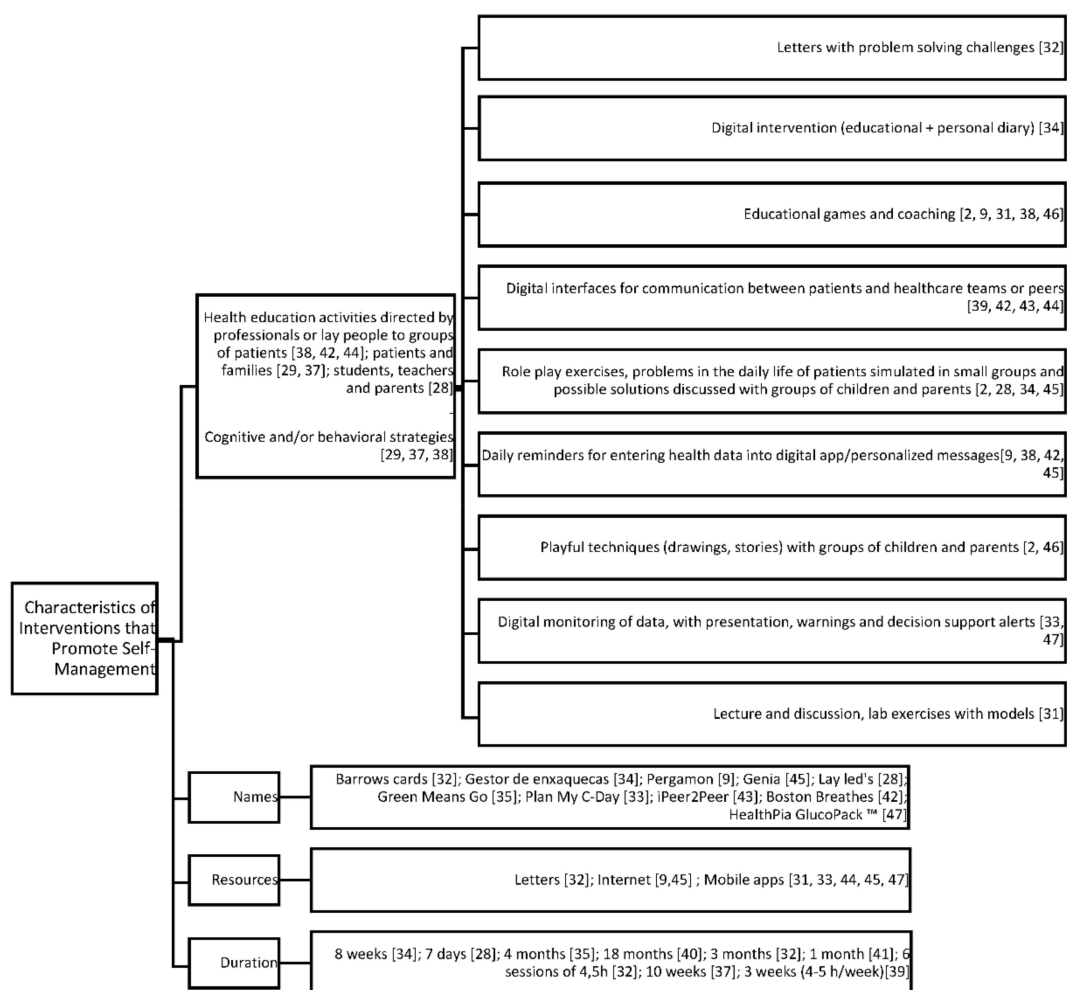 Letters with problem solving challenges [32]
Digital intervention (educational + personal diary) [34]
Educational games and coaching [2, 9, 31, 38, 46]
Digital interfaces for communication between patients and healthcare teams or peers
[39, 42, 43, 44]
Health education activities directed by
professionals or lay people to groups
of patients [38, 42, 44]; patients and
families [29, 37]; students, teachers
and parents [28]
-
Cognitive and/or behavioral strategies
[29, 37, 38]
Role play exercises, problems in the daily life of patients simulated in small groups and
possible solutions discussed with groups of children and parents [2, 28, 34, 45]
Daily reminders for entering health data into digital app/personalized messages[9, 38, 42,
45]
Playful techniques (drawings, stories) with groups of children and parents [2, 46]
Digital monitoring of data, with presentation, warnings and decision support alerts [33,
47]
Lecture and discussion, lab exercises with models [31]
Characteristics of
Interventions that
Promote Self-
Management
Names
Barrows cards [32]; Gestor de enxaquecas [34]; Pergamon [9]; Genia [45]; Lay led's [28];
Green Means Go [35]; Plan My C-Day [33]; iPeer2Peer [43]; Boston Breathes [42];
HealthPia GlucoPack ™ [47]
Resources
Letters [32]; Internet [9,45] ; Mobile apps [31, 33, 44, 45, 47]
Duration
8 weeks [34]; 7 days [28]; 4 months [35]; 18 months [40]; 3 months [32]; 1 month [41]; 6
sessions of 4,5h [32]; 10 weeks [37]; 3 weeks (4-5 h/week)[39]